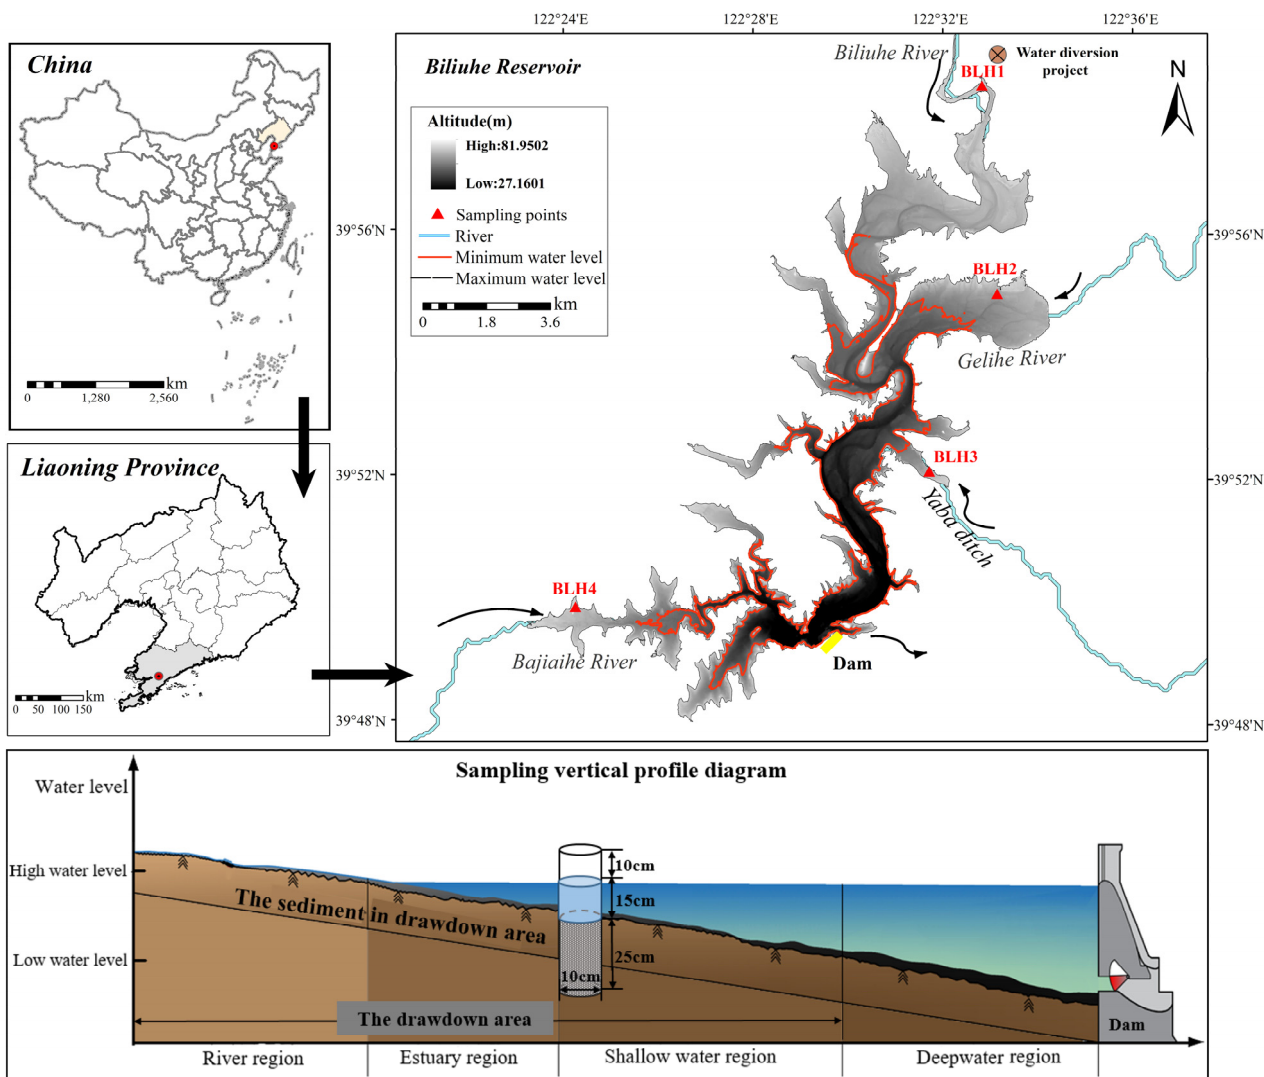 122°24'E
122°28'E
122°32'E
122°36'E
China
km
0
1,280
2,560
Liaoning Province
km
0
50
100
150
Biliuhe Reservoir
Altitude(m)
High:81.9502
Low:27.1601
Sampling points
River
Minimum water level
Maximum water level
km
0
1.8
3.6
N
Biliuhe River
Water diversion
project
BLH1
BLH2
Gelihe River
BLH3
Yaba ditch
BLH4
Bajiaihe River
Dam
39°56'N
39°52'N
39°48'N
39°56'N
39°52'N
39°48'N
Sampling vertical profile diagram
Water level
High water level
Low water level
The sediment in drawdown area
10cm
15cm
25cm
10cm
The drawdown area
Dam
River region
Estuary region
Shallow water region
Deepwater region